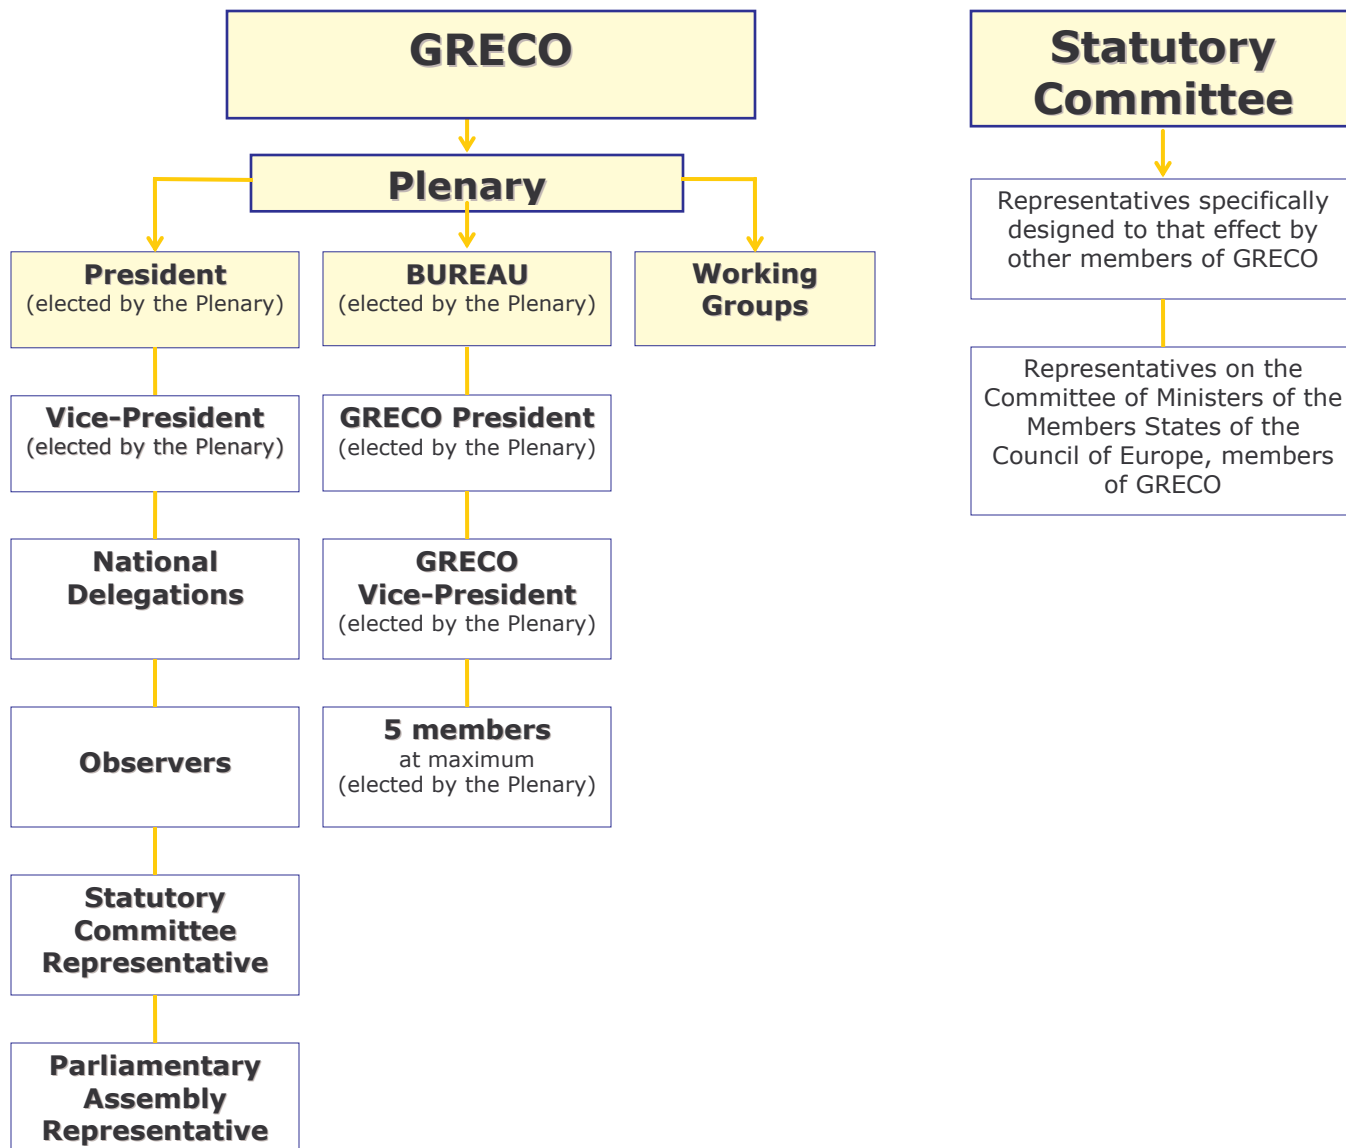 GRECO
Plenary
President
(elected by the Plenary)
Vice-President
(elected by the Plenary)
National
Delegations
Observers
Statutory
Committee
Representative
Parliamentary
Assembly
Representative
BUREAU
(elected by the Plenary)
GRECO President
(elected by the Plenary)
GRECO
Vice-President
(elected by the Plenary)
5 members
at maximum
(elected by the Plenary)
Working
Groups
Statutory
Committee
Representatives specifically
designed to that effect by
other members of GRECO
Representatives on the
Committee of Ministers of the
Members States of the
Council of Europe, members
of GRECO